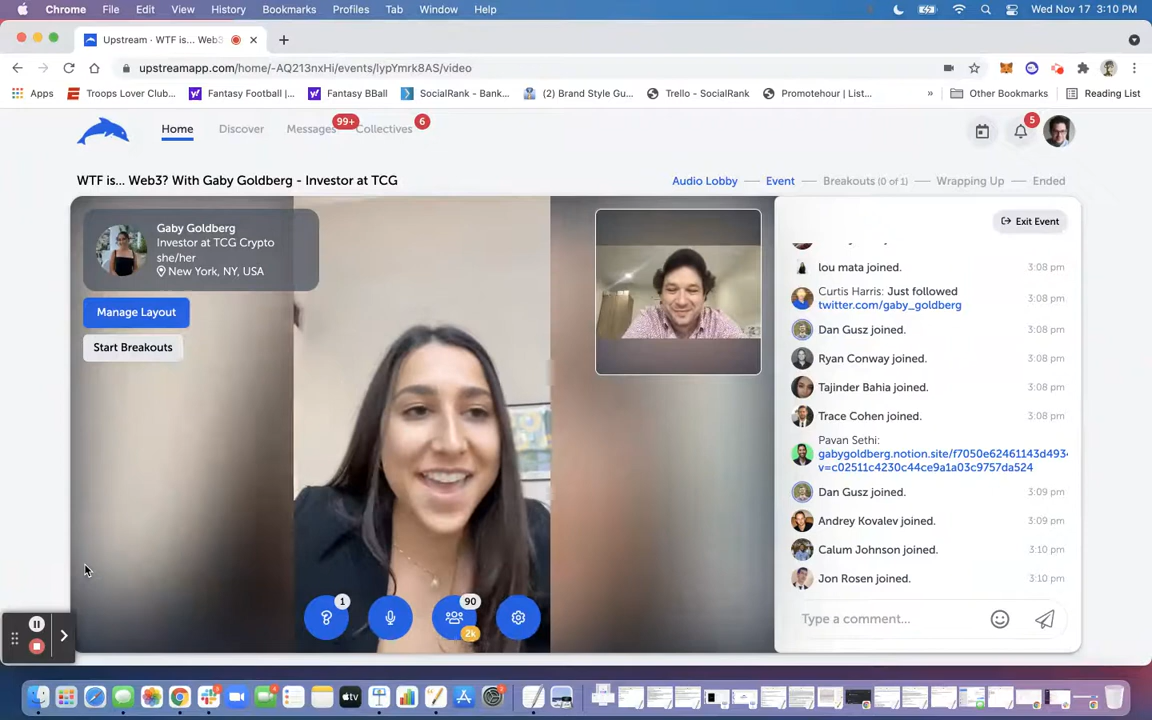 Chrome File Edit View History Bookmarks Profiles Tab Window Help Wed Nov 17 3:10 PM
Upstream · WTF is... Web3
upstreamapp.com/home/-AQ213nxHi/events/lypYmrk8AS/video
Apps Troops Lover Club... Fantasy Football |... Fantasy BBall SocialRank - Bank... (2) Brand Style Gu... Trello - SocialRank Promotehour | List... » Other Bookmarks Reading List
Home Discover Messages 99+ Collectives 6 5
WTF is... Web3? With Gaby Goldberg - Investor at TCG
Audio Lobby — Event — Breakouts (0 of 1) — Wrapping Up — Ended
Gaby Goldberg
Investor at TCG Crypto
she/her
New York, NY, USA
Manage Layout
Start Breakouts
1
90
2k
Exit Event
lou mata joined. 3:08 pm
Curtis Harris: Just followed
twitter.com/gaby_goldberg 3:08 pm
Dan Gusz joined. 3:08 pm
Ryan Conway joined. 3:08 pm
Tajinder Bahia joined. 3:08 pm
Trace Cohen joined. 3:08 pm
Pavan Sethi:
gabygoldberg.notion.site/f7050e62461143d493
v=c02511c4230c44ce9a1a03c9757da524
Dan Gusz joined. 3:09 pm
Andrey Kovalev joined. 3:09 pm
Calum Johnson joined. 3:10 pm
Jon Rosen joined. 3:10 pm
Type a comment...